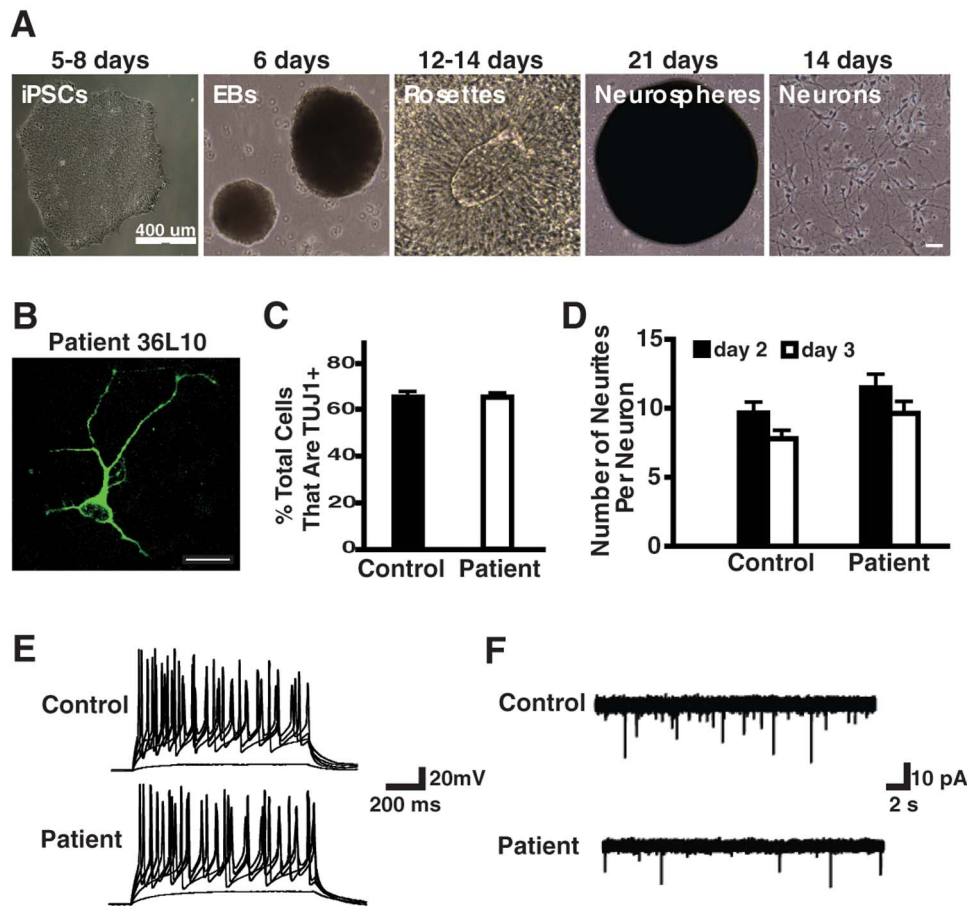 A
5-8 days
6 days
12-14 days
21 days
14 days
iPSCs
EBs
Rosettes
Neurospheres
Neurons
400 um
B
Patient 36L10
C
% Total Cells
That Are TUJ1+
80
60
40
20
0
Control
Patient
D
Number of Neurites
Per Neuron
15
10
5
0
day 2
day 3
Control
Patient
E
Control
Patient
20mV
200 ms
F
Control
Patient
10 pA
2 s